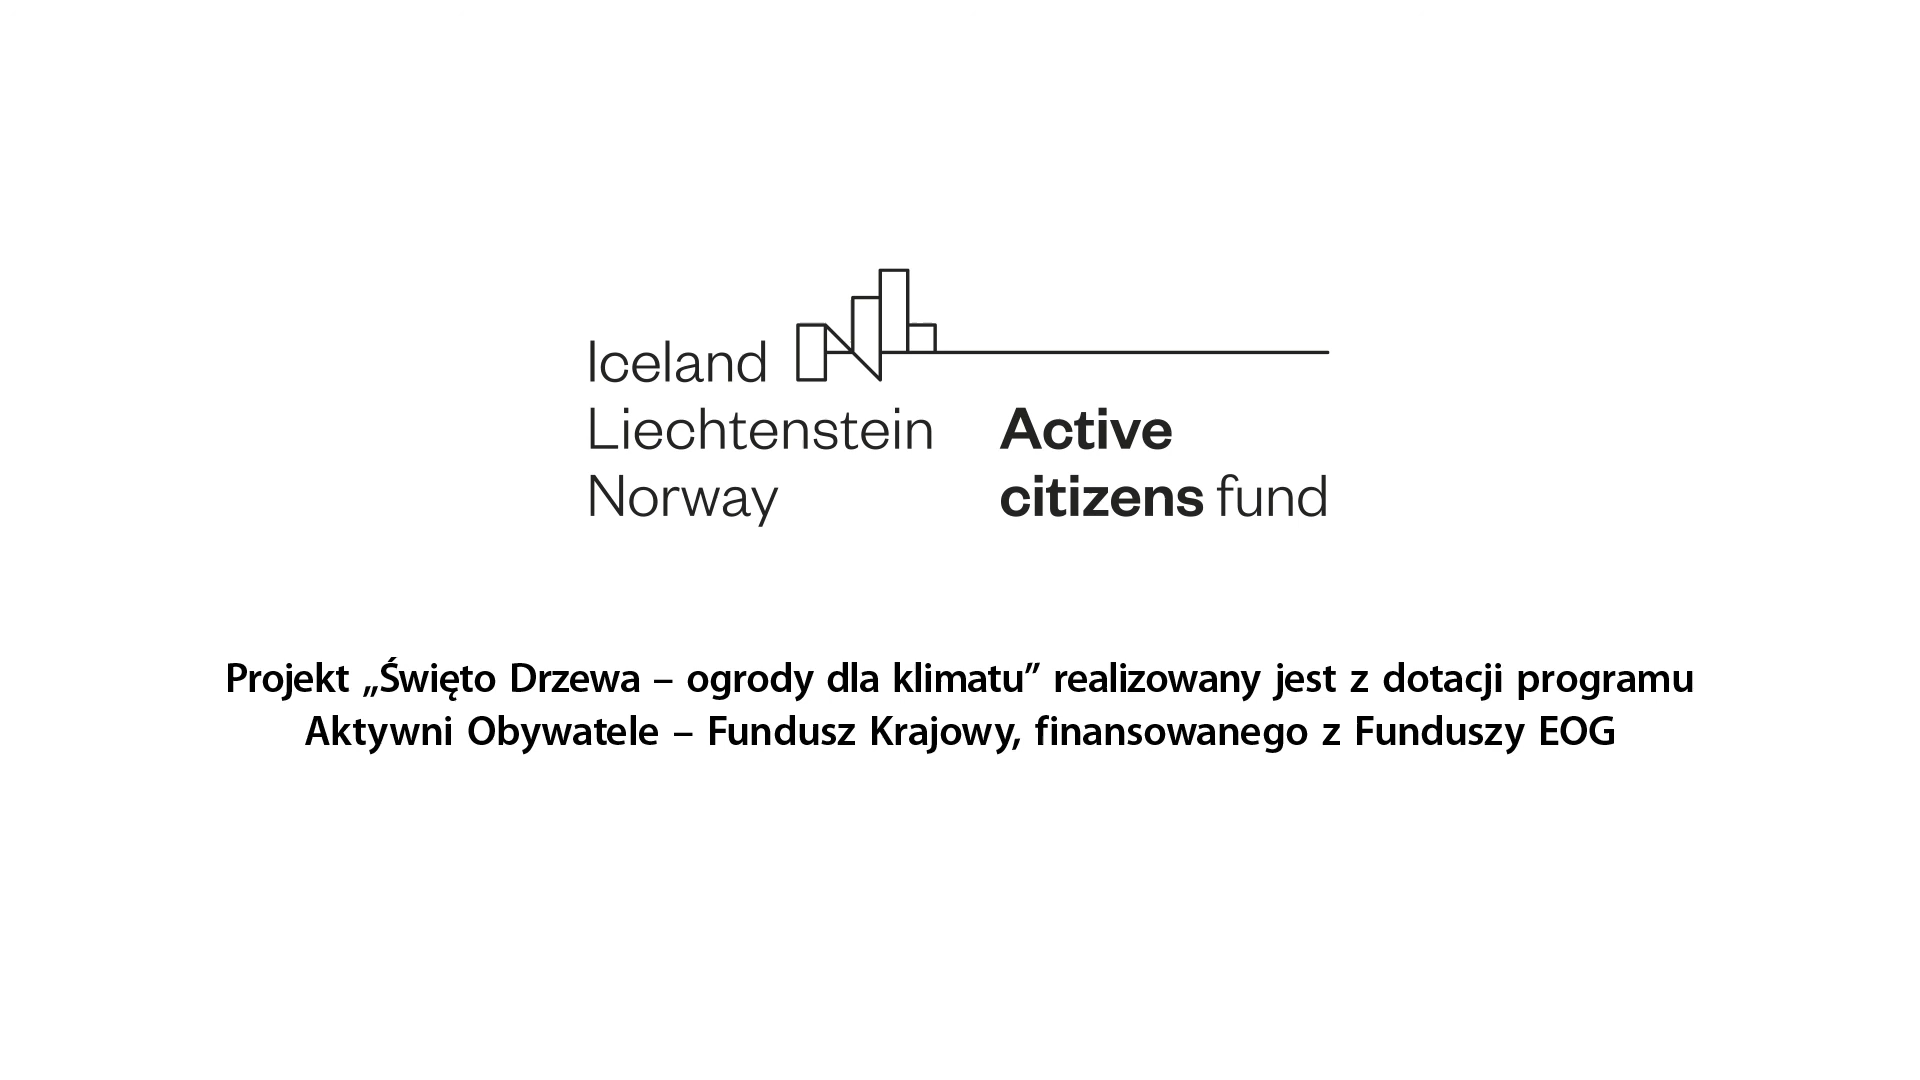 Iceland
Liechtenstein
Norway
Active
citizens fund
Projekt „Święto Drzewa – ogrody dla klimatu” realizowany jest z dotacji programu
Aktywni Obywatele – Fundusz Krajowy, finansowanego z Funduszy EOG